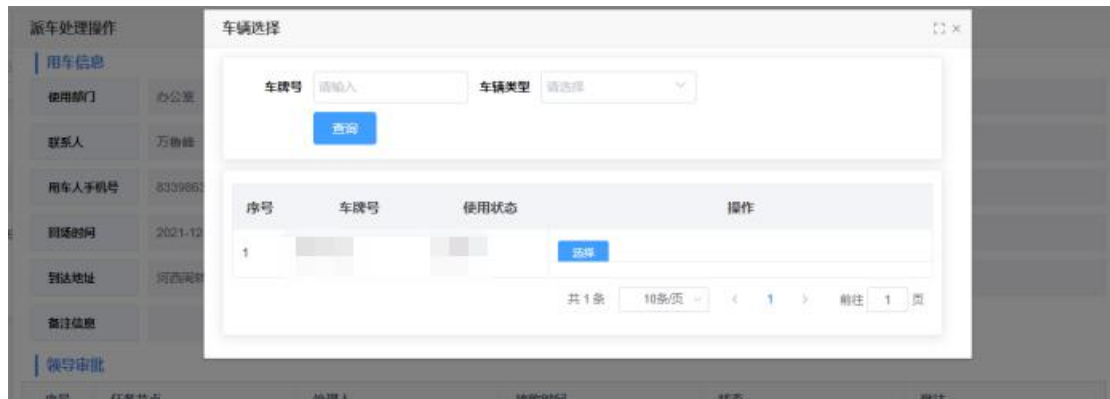 派车处理操作
车辆选择
用车信息
车牌号 请输入 车辆类型 请选择
使用部门 办公室
查询
联系人
用车人手机号 833986
序号 车牌号 使用状态 操作
回场时间 2021-12
1 选择
到达地址
共 1 条 10条/页 < 1 > 前往 1 页
备注信息
领导审批